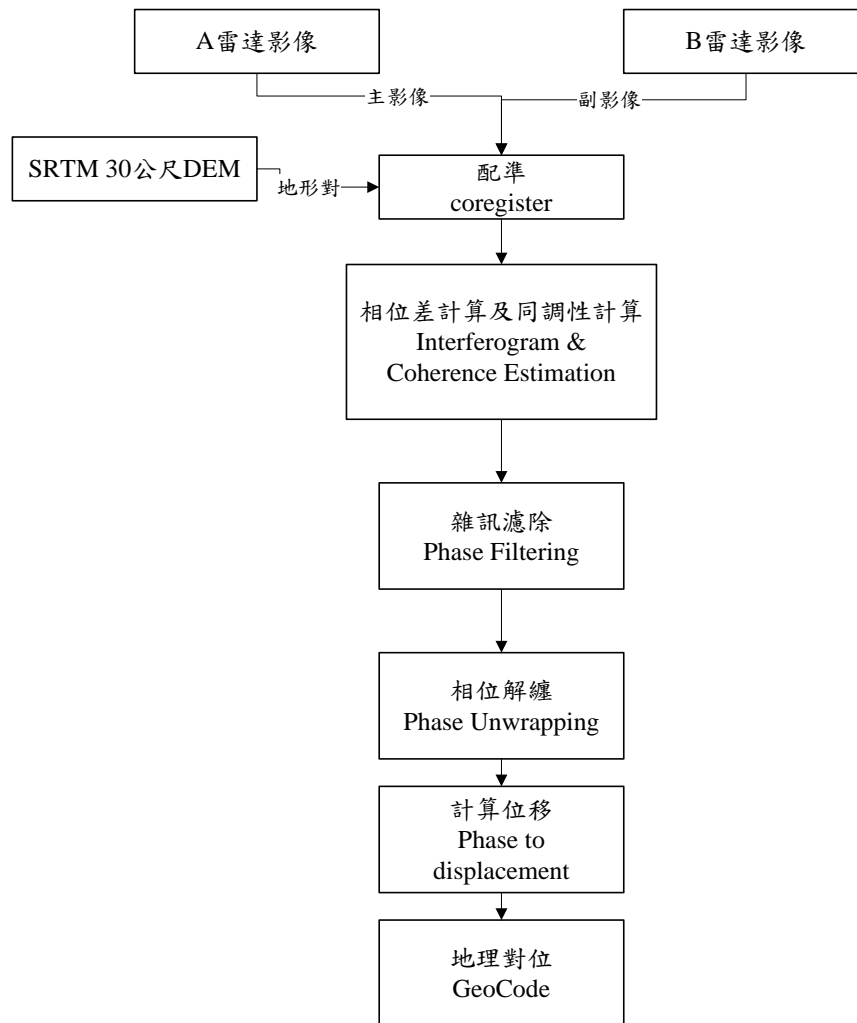 A雷達影像
B雷達影像
主影像
副影像
SRTM 30公尺DEM
地形對
配準
coregister
相位差計算及同調性計算
Interferogram &
Coherence Estimation
雜訊濾除
Phase Filtering
相位解纏
Phase Unwrapping
計算位移
Phase to
displacement
地理對位
GeoCode